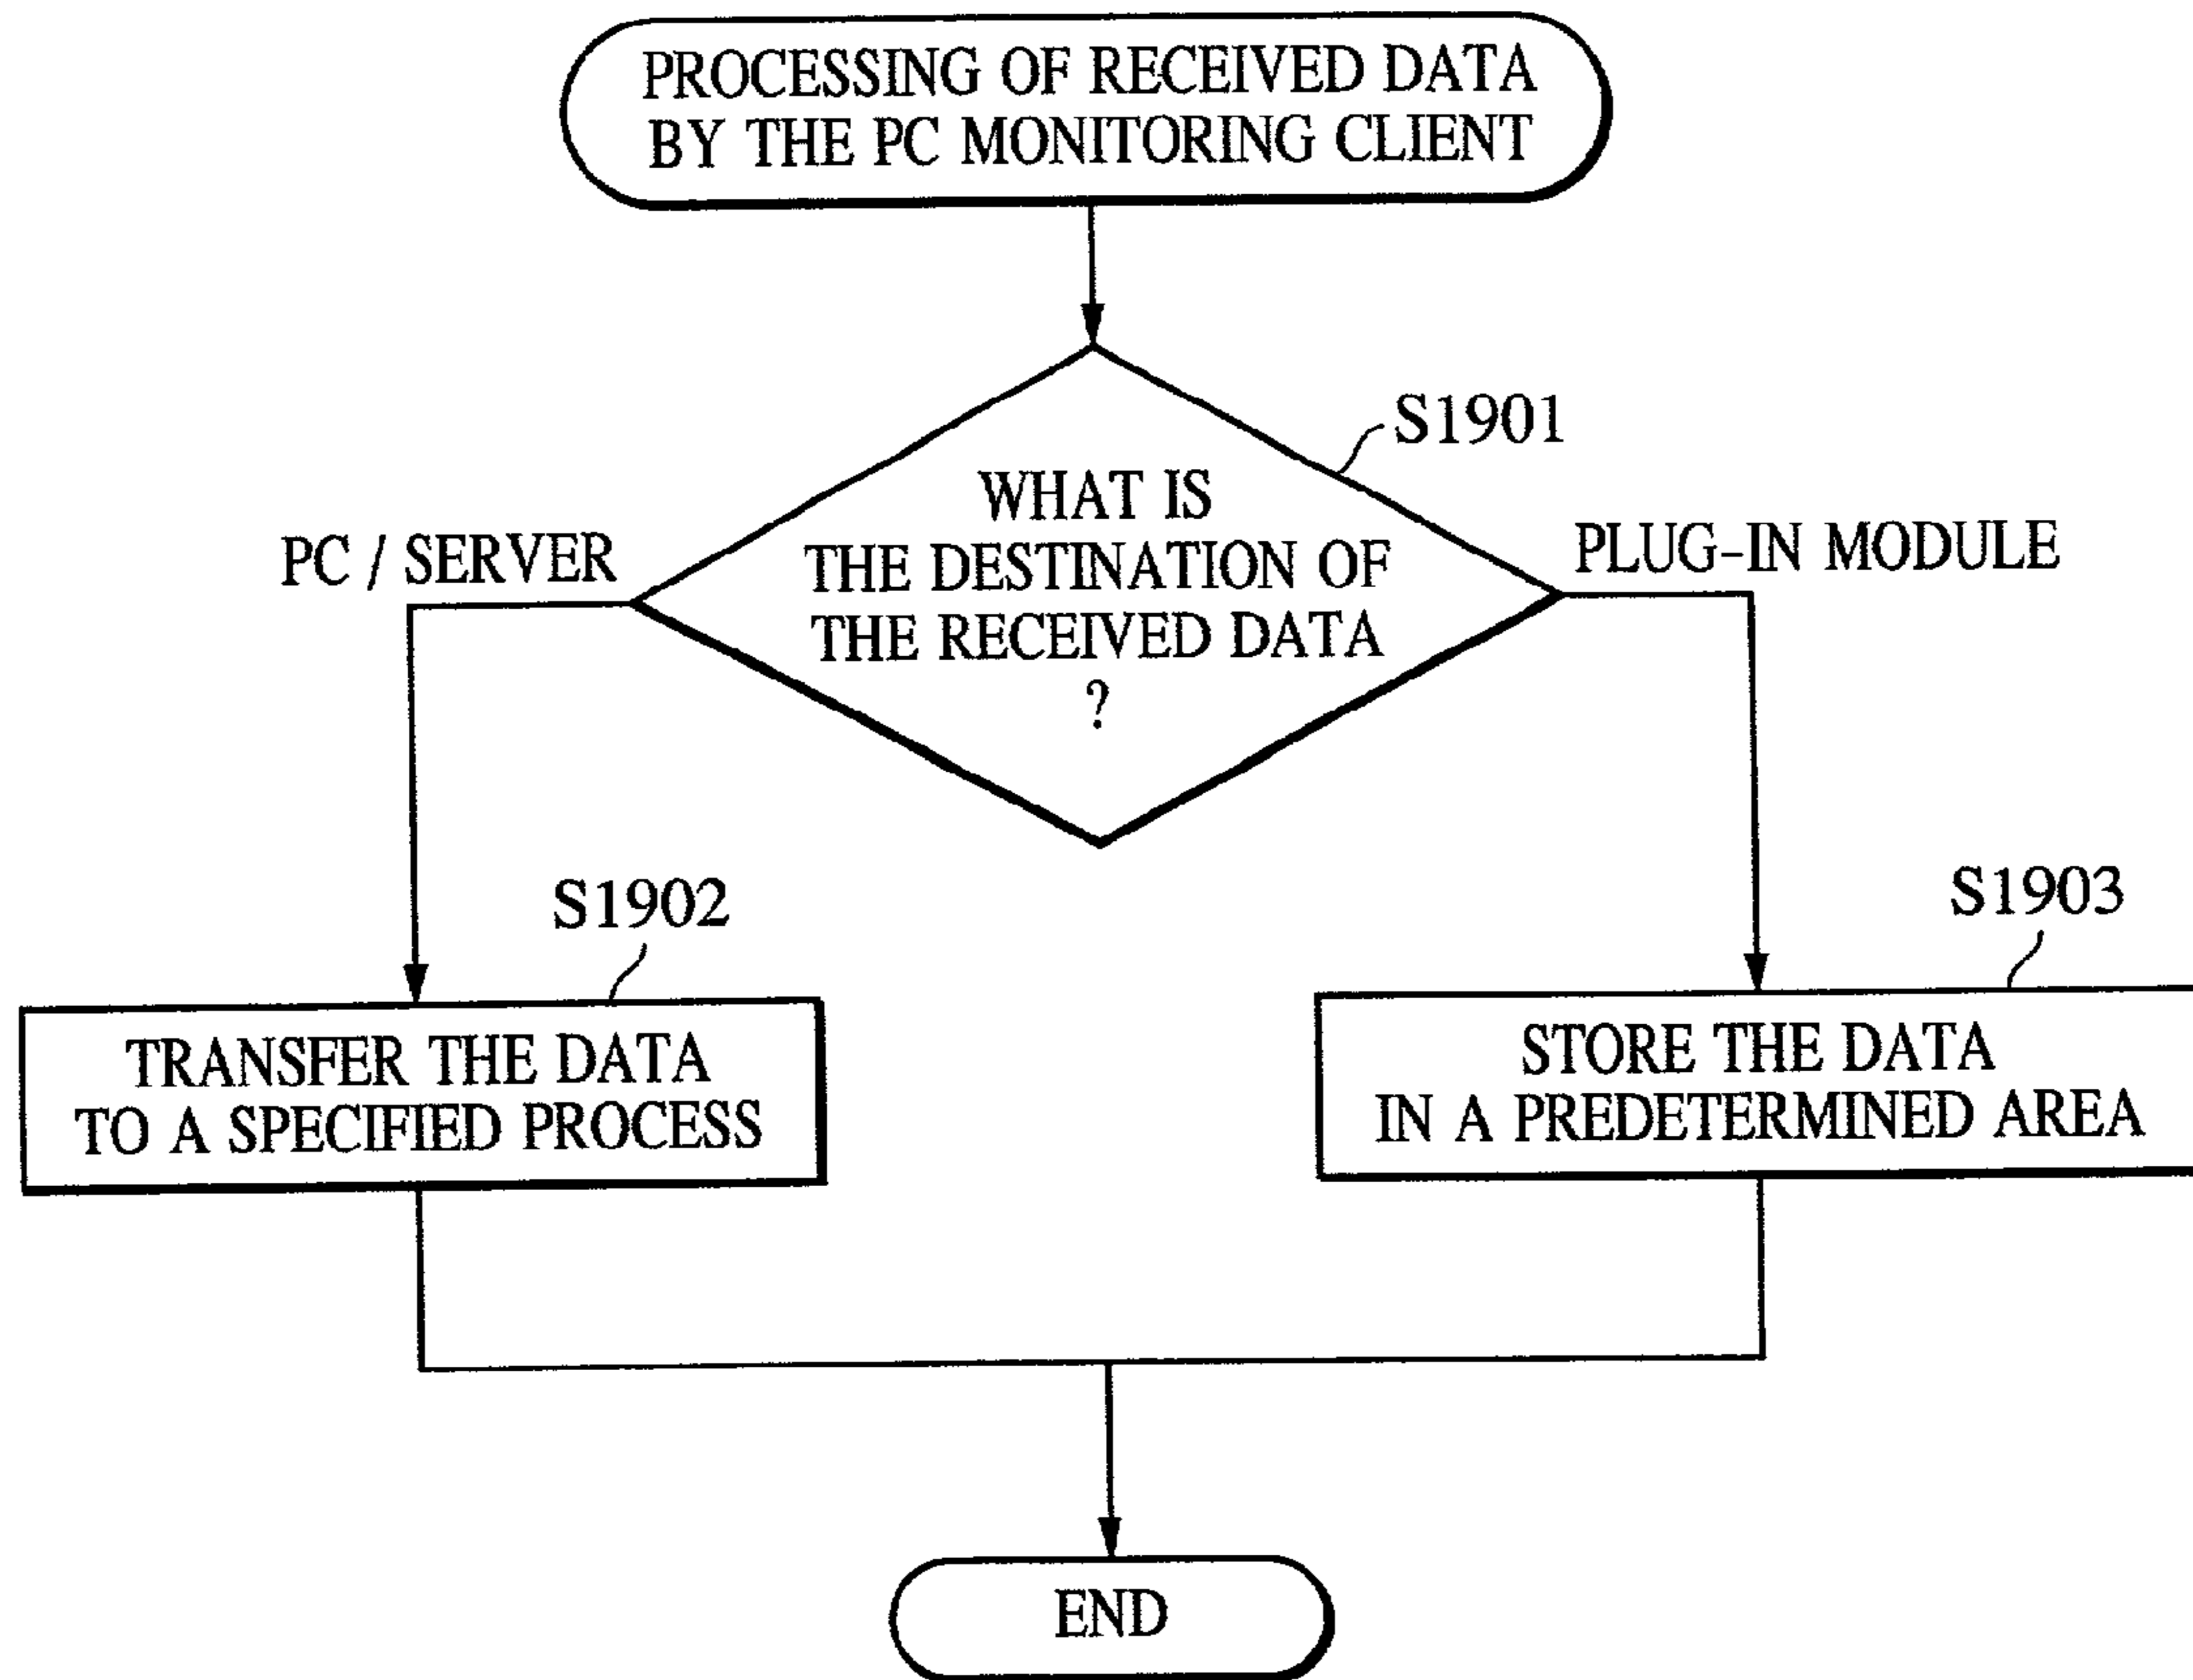 PROCESSING OF RECEIVED DATA
BY THE PC MONITORING CLIENT
S1901
WHAT IS
THE DESTINATION OF
THE RECEIVED DATA
?
PC / SERVER
PLUG-IN MODULE
S1902
TRANSFER THE DATA
TO A SPECIFIED PROCESS
S1903
STORE THE DATA
IN A PREDETERMINED AREA
END